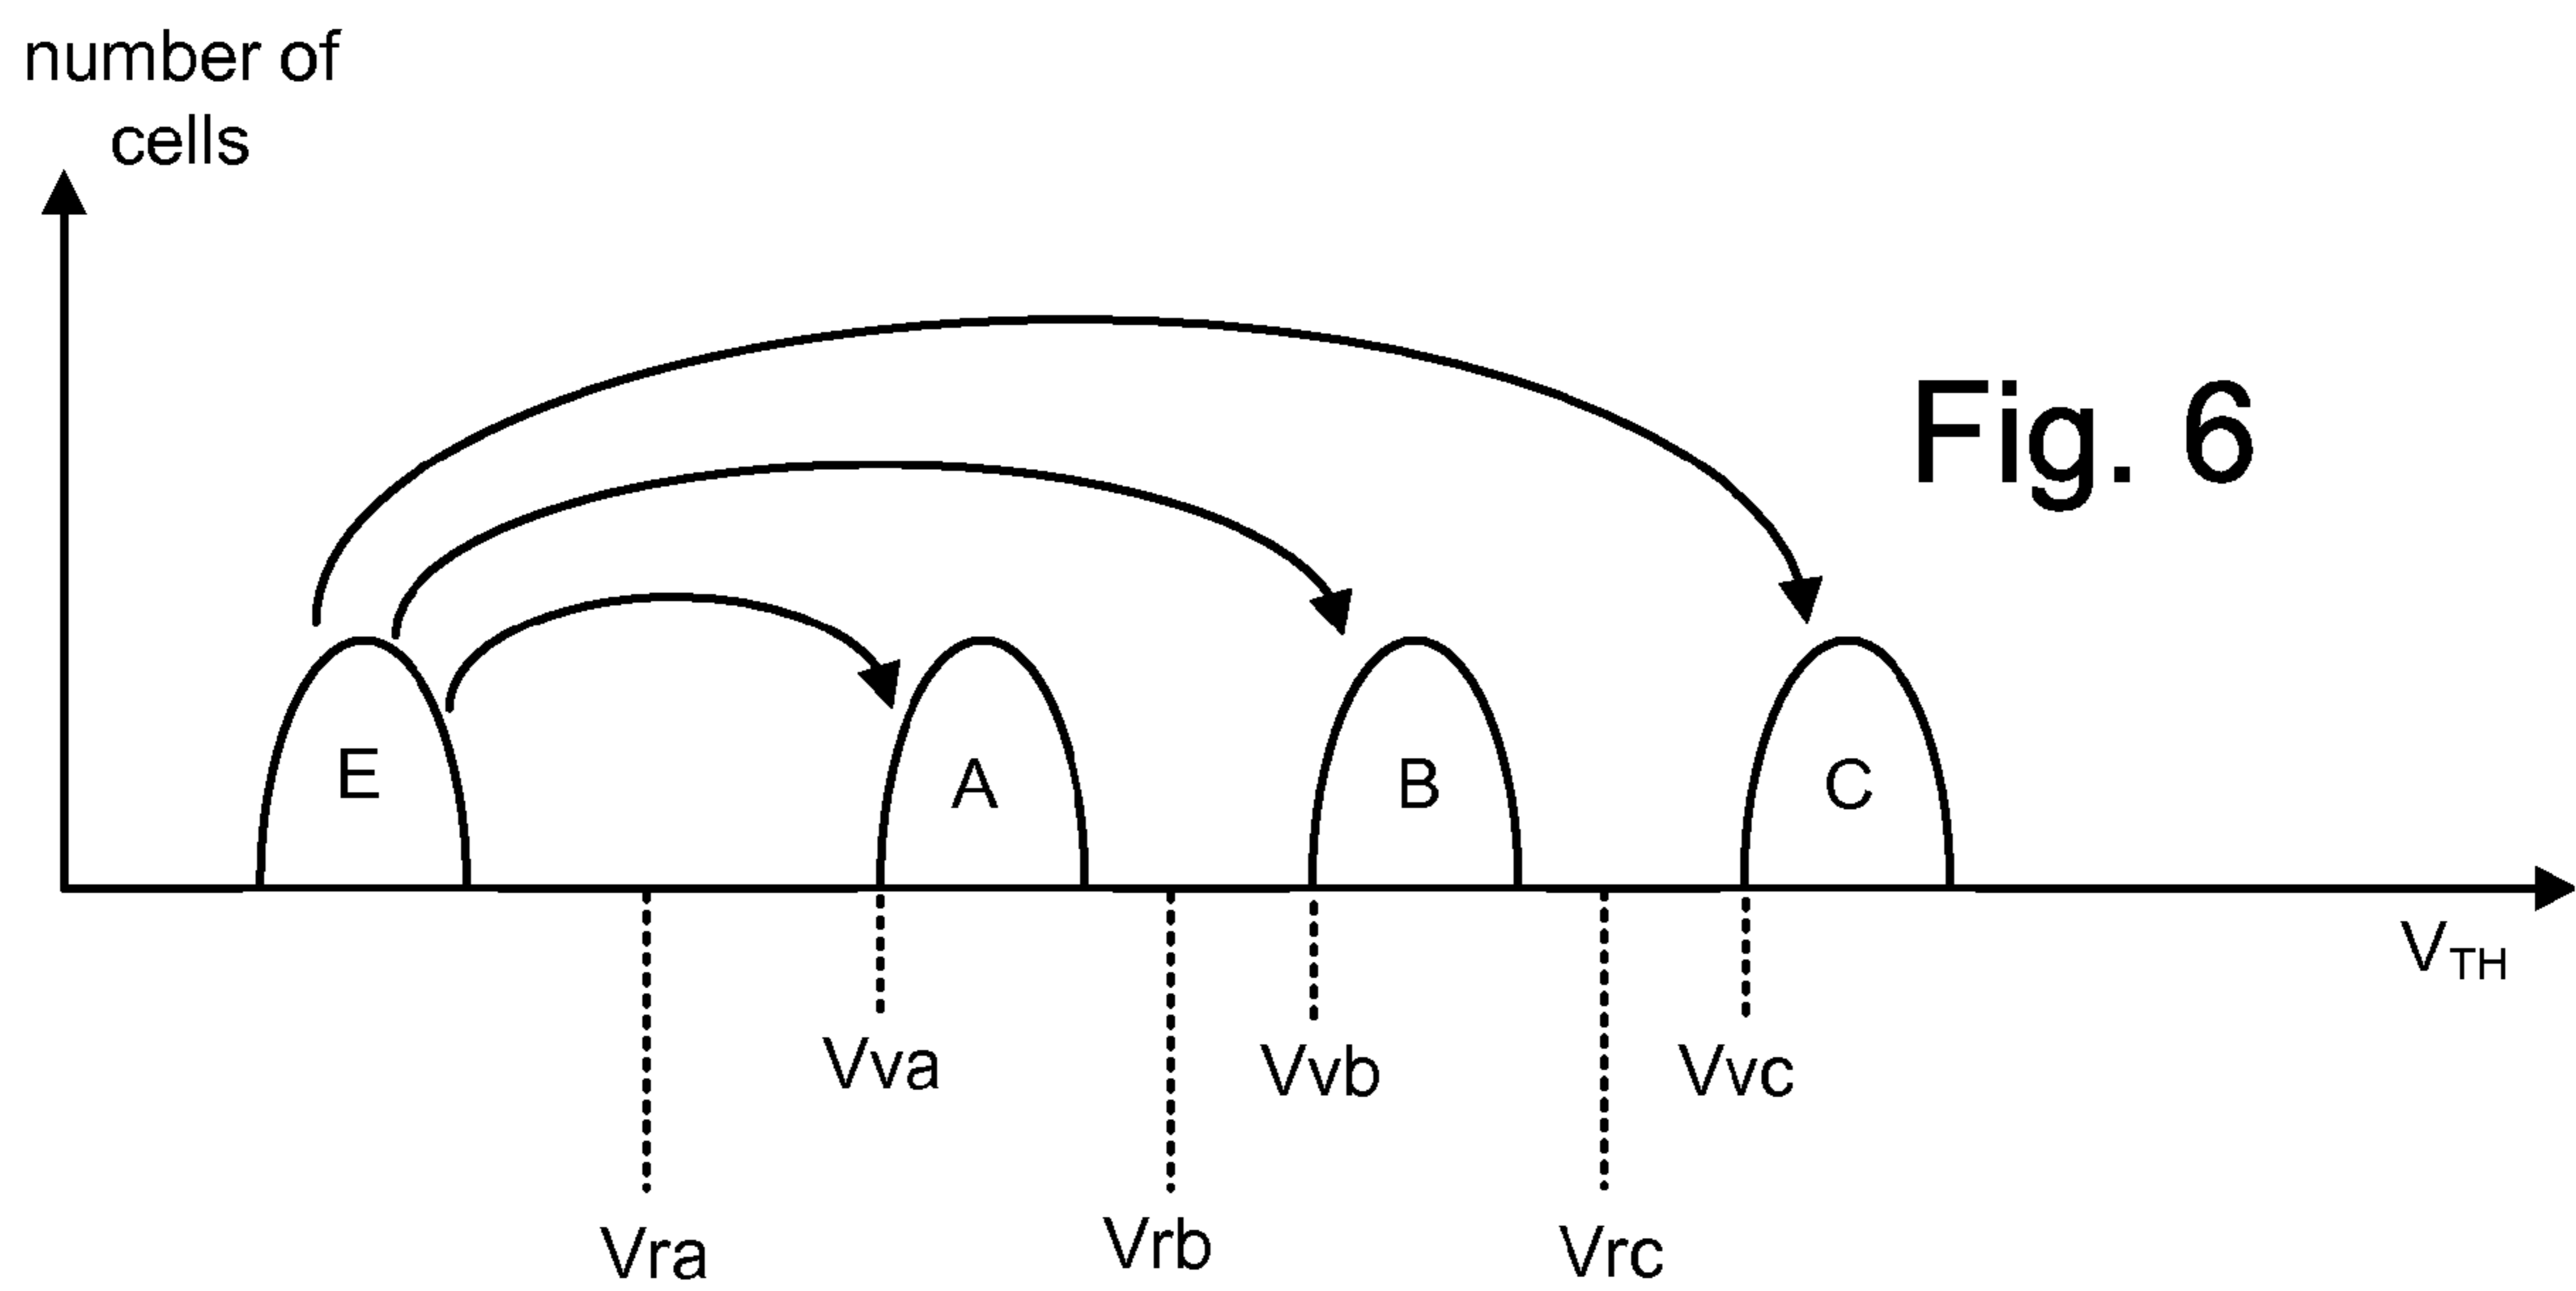 number of
cells
Fig. 6
E
A
B
C
V_TH
Vva
Vvb
Vvc
Vra
Vrb
Vrc